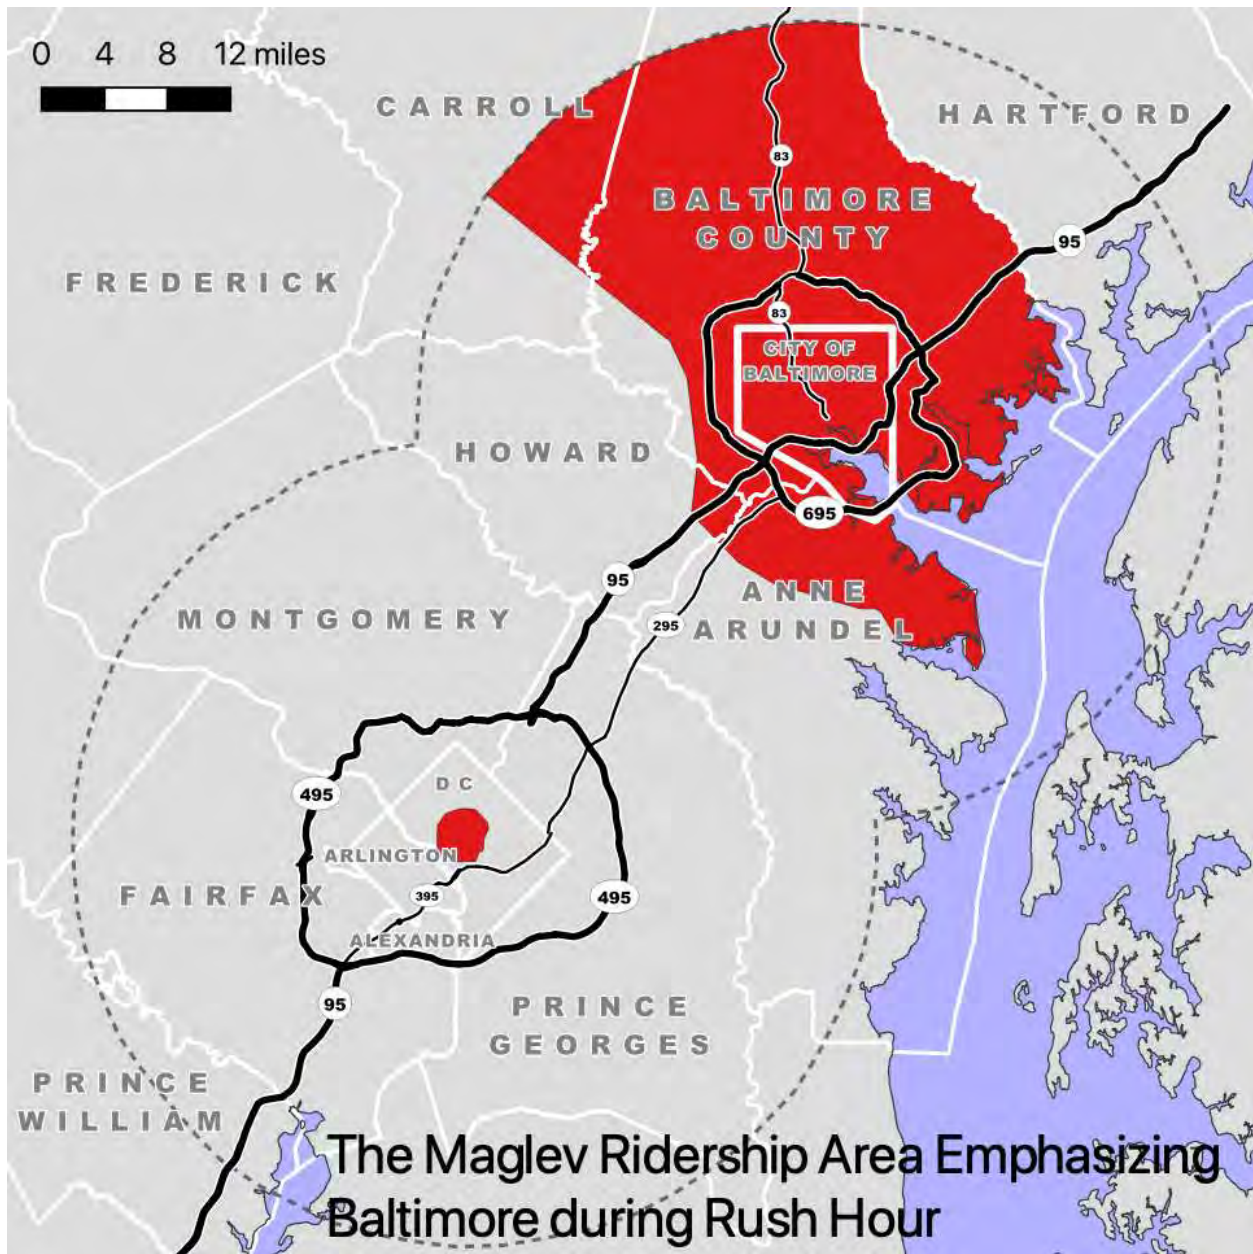 0 4 8 12 miles
CARROLL
HARTFORD
83
BALTIMORE
COUNTY
95
FREDERICK
83
CITY OF
BALTIMORE
HOWARD
695
95
ANNE
ARUNDEL
295
MONTGOMERY
DC
495
ARLINGTON
FAIRFAX
395
495
ALEXANDRIA
95
PRINCE
GEORGES
PRINCE
WILLIAM
The Maglev Ridership Area Emphasizing
Baltimore during Rush Hour